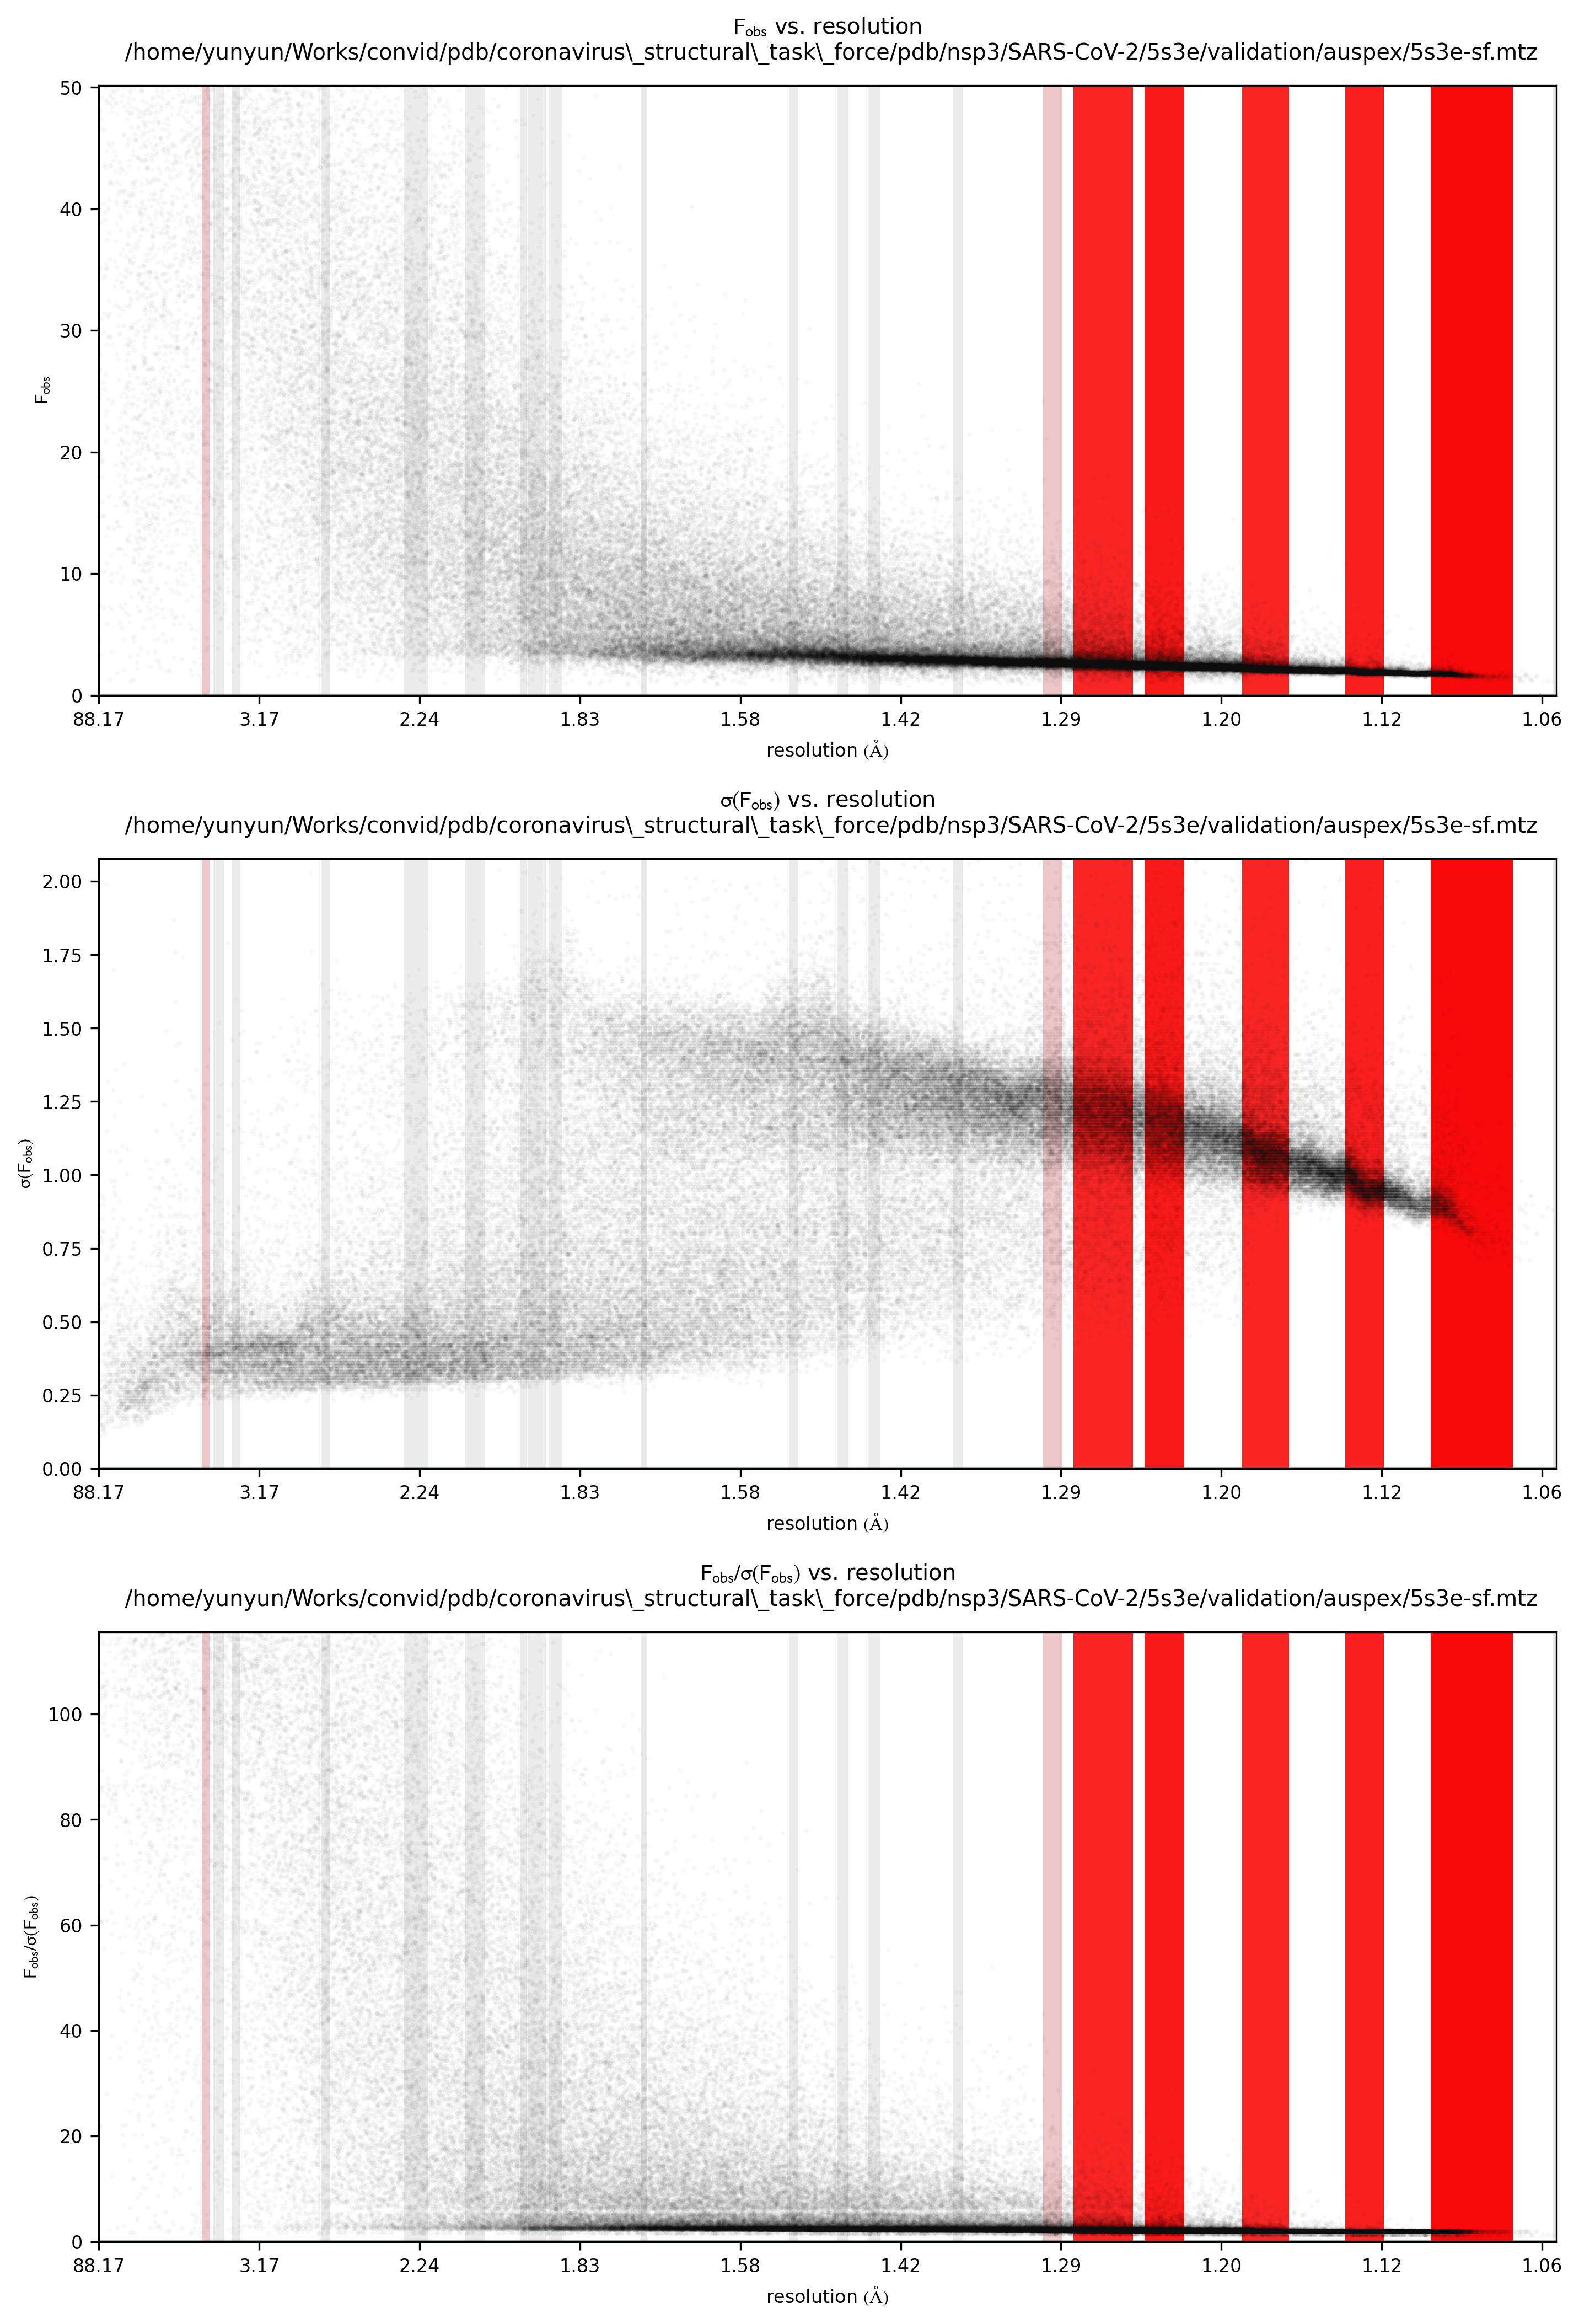 F_obs vs. resolution
/home/yunyun/Works/convid/pdb/coronavirus\_structural\_task\_force/pdb/nsp3/SARS-CoV-2/5s3e/validation/auspex/5s3e-sf.mtz
50
40
30
20
10
0
F_obs
88.17 3.17 2.24 1.83 1.58 1.42 1.29 1.20 1.12 1.06
resolution (Å)
σ(F_obs) vs. resolution
/home/yunyun/Works/convid/pdb/coronavirus\_structural\_task\_force/pdb/nsp3/SARS-CoV-2/5s3e/validation/auspex/5s3e-sf.mtz
2.00
1.75
1.50
1.25
1.00
0.75
0.50
0.25
0.00
σ(F_obs)
88.17 3.17 2.24 1.83 1.58 1.42 1.29 1.20 1.12 1.06
resolution (Å)
F_obs/σ(F_obs) vs. resolution
/home/yunyun/Works/convid/pdb/coronavirus\_structural\_task\_force/pdb/nsp3/SARS-CoV-2/5s3e/validation/auspex/5s3e-sf.mtz
100
80
60
40
20
0
F_obs/σ(F_obs)
88.17 3.17 2.24 1.83 1.58 1.42 1.29 1.20 1.12 1.06
resolution (Å)